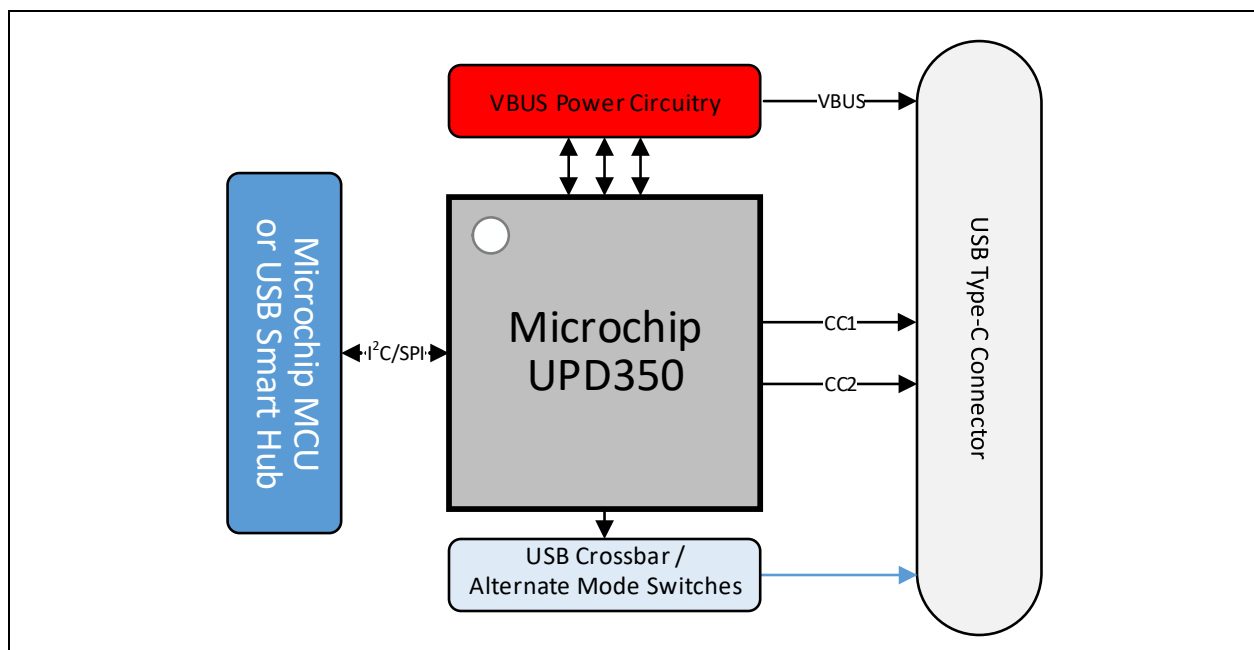 VBUS Power Circuitry
VBUS
Microchip MCU
or USB Smart Hub
I²C/SPI
Microchip
UPD350
CC1
CC2
USB Type-C Connector
USB Crossbar /
Alternate Mode Switches